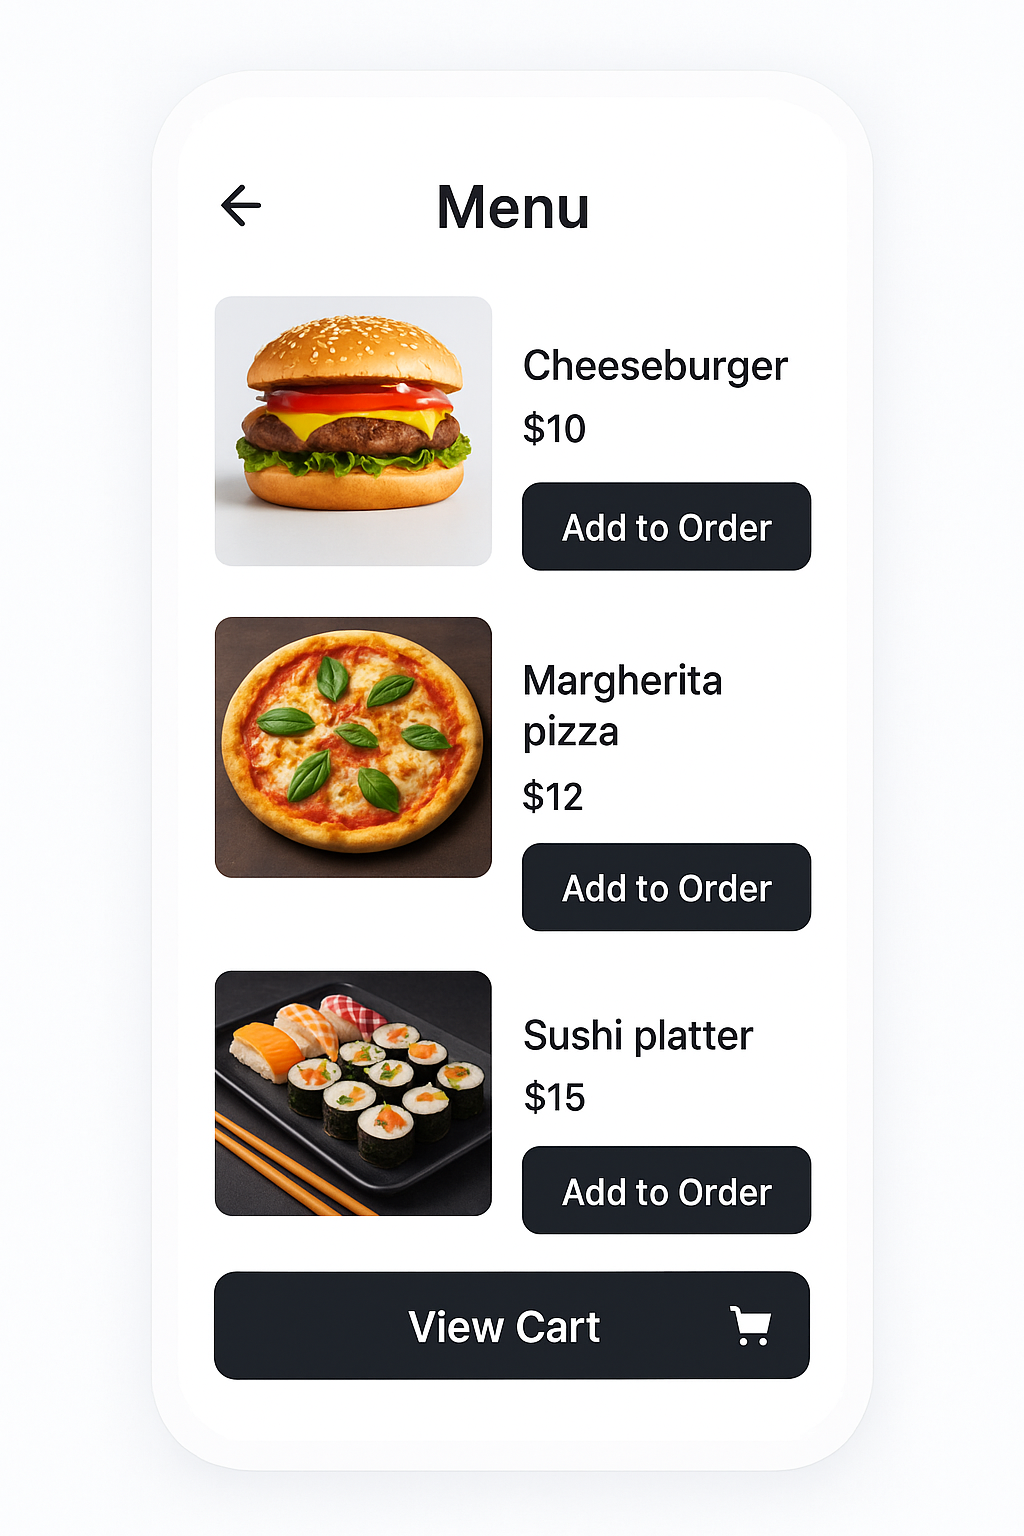 Menu
Cheeseburger
$10
Add to Order
Margherita
pizza
$12
Add to Order
Sushi platter
$15
Add to Order
View Cart